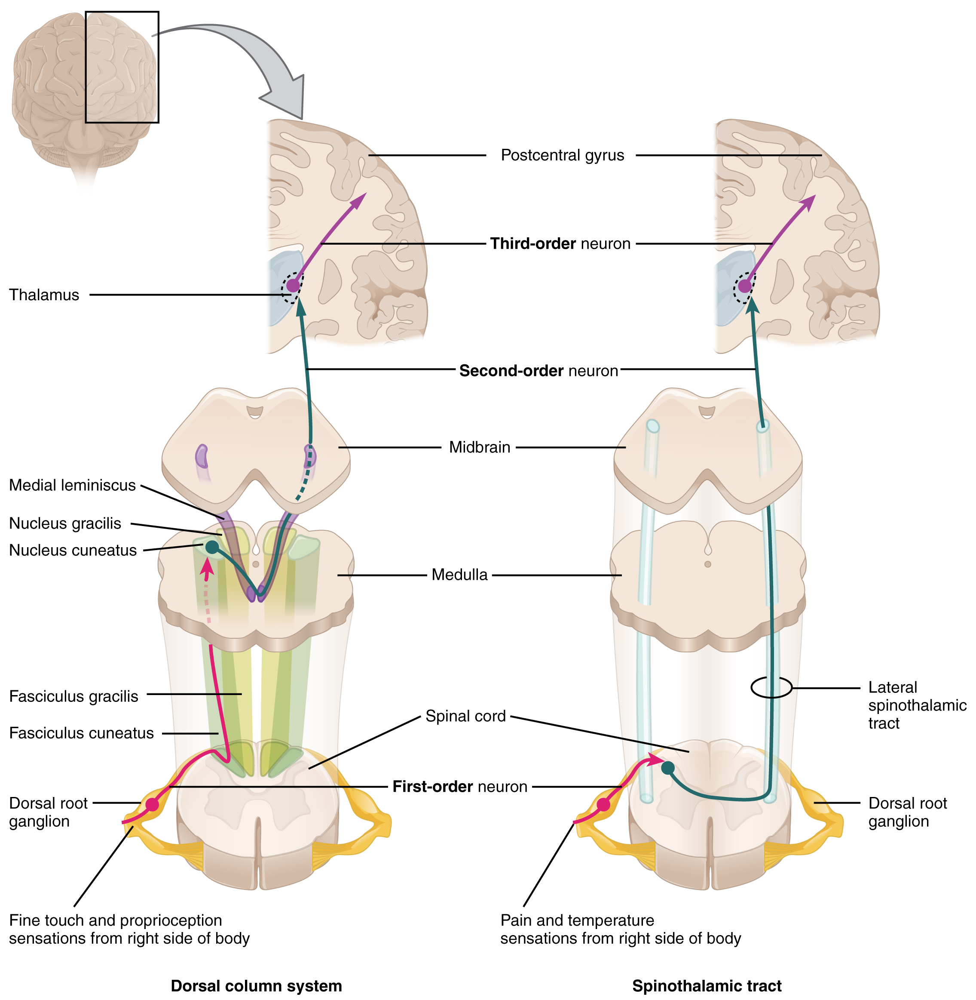 Postcentral gyrus
Third-order neuron
Thalamus
Second-order neuron
Midbrain
Medial leminiscus
Nucleus gracilis
Nucleus cuneatus
Medulla
Fasciculus gracilis
Fasciculus cuneatus
Spinal cord
Lateral
spinothalamic
tract
First-order neuron
Dorsal root
ganglion
Dorsal root
ganglion
Fine touch and proprioception
sensations from right side of body
Pain and temperature
sensations from right side of body
Dorsal column system
Spinothalamic tract